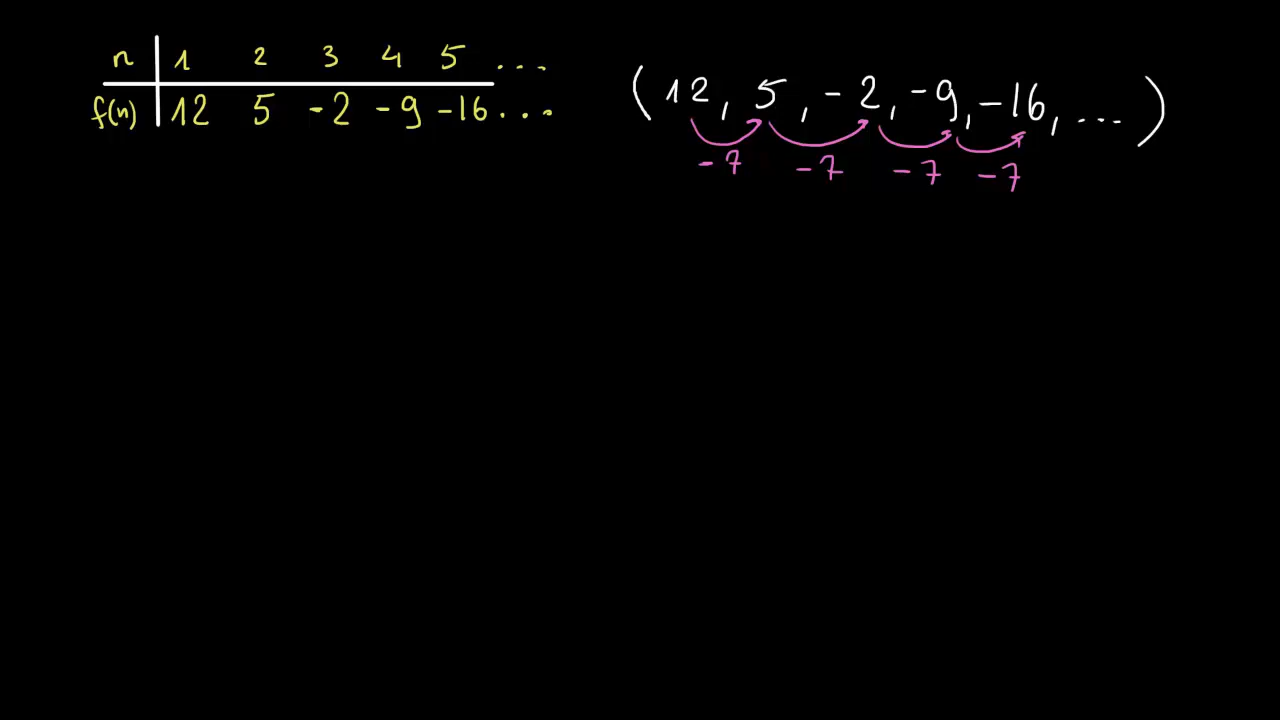 n 1 2 3 4 5 ...
f(n) 12 5 -2 -9 -16 ...
(12, 5, -2, -9, -16, ...)
-7 -7 -7 -7